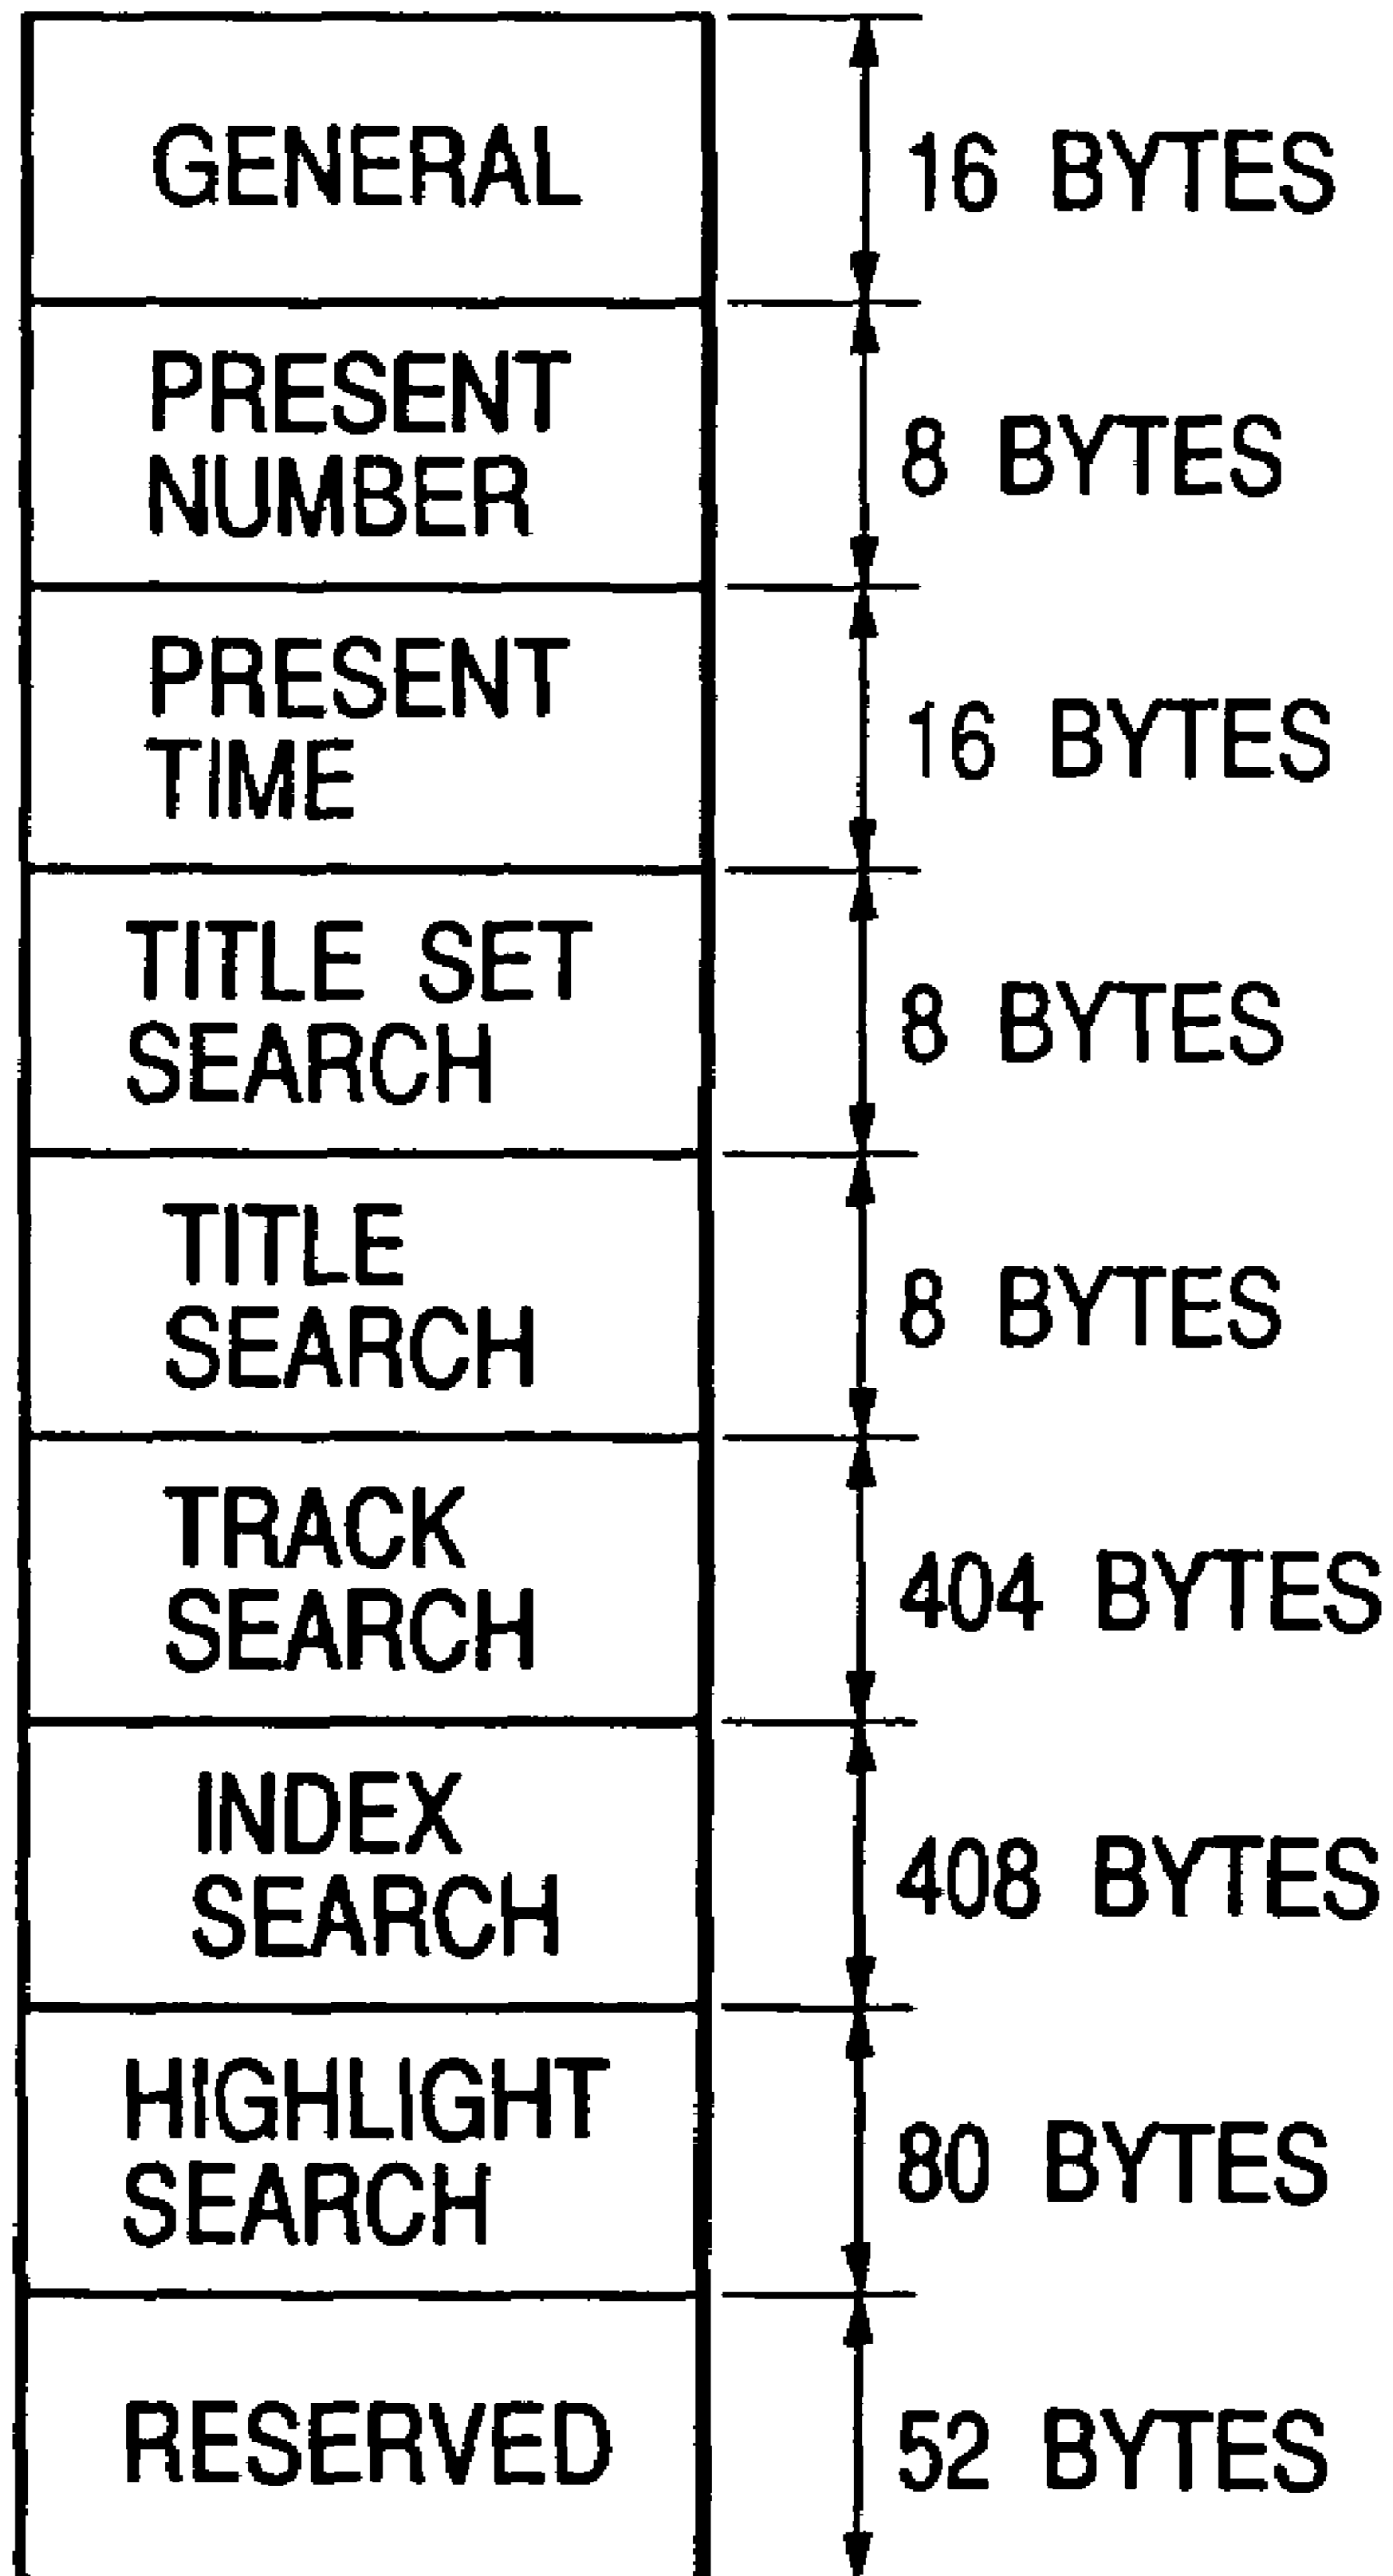 GENERAL
16 BYTES
PRESENT
NUMBER
8 BYTES
PRESENT
TIME
16 BYTES
TITLE SET
SEARCH
8 BYTES
TITLE
SEARCH
8 BYTES
TRACK
SEARCH
404 BYTES
INDEX
SEARCH
408 BYTES
HIGHLIGHT
SEARCH
80 BYTES
RESERVED
52 BYTES